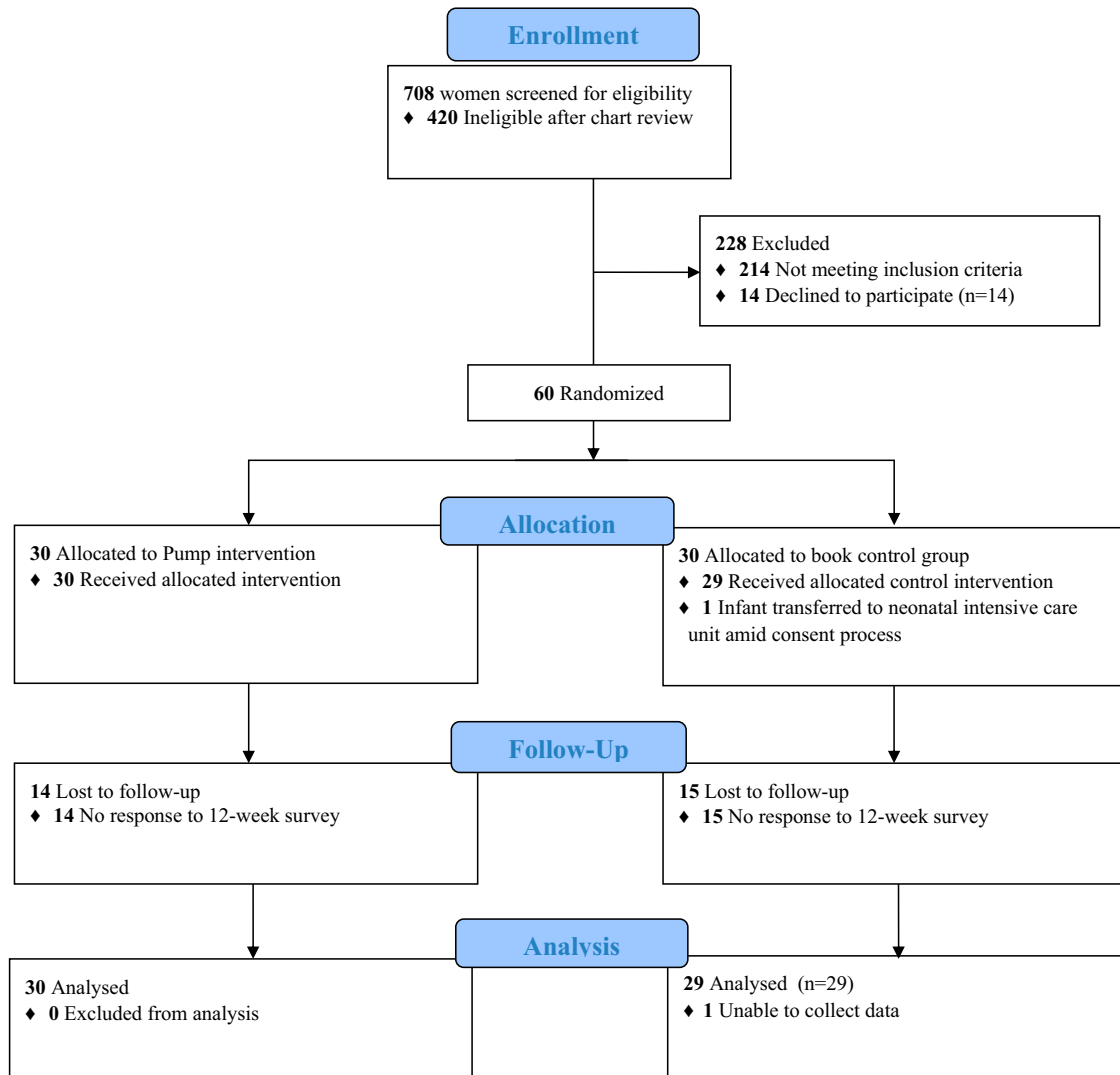 Enrollment
708 women screened for eligibility
♦ 420 Ineligible after chart review
228 Excluded
♦ 214 Not meeting inclusion criteria
♦ 14 Declined to participate (n=14)
60 Randomized
Allocation
30 Allocated to Pump intervention
♦ 30 Received allocated intervention
30 Allocated to book control group
♦ 29 Received allocated control intervention
♦ 1 Infant transferred to neonatal intensive care
unit amid consent process
Follow-Up
14 Lost to follow-up
♦ 14 No response to 12-week survey
15 Lost to follow-up
♦ 15 No response to 12-week survey
Analysis
30 Analysed
♦ 0 Excluded from analysis
29 Analysed (n=29)
♦ 1 Unable to collect data